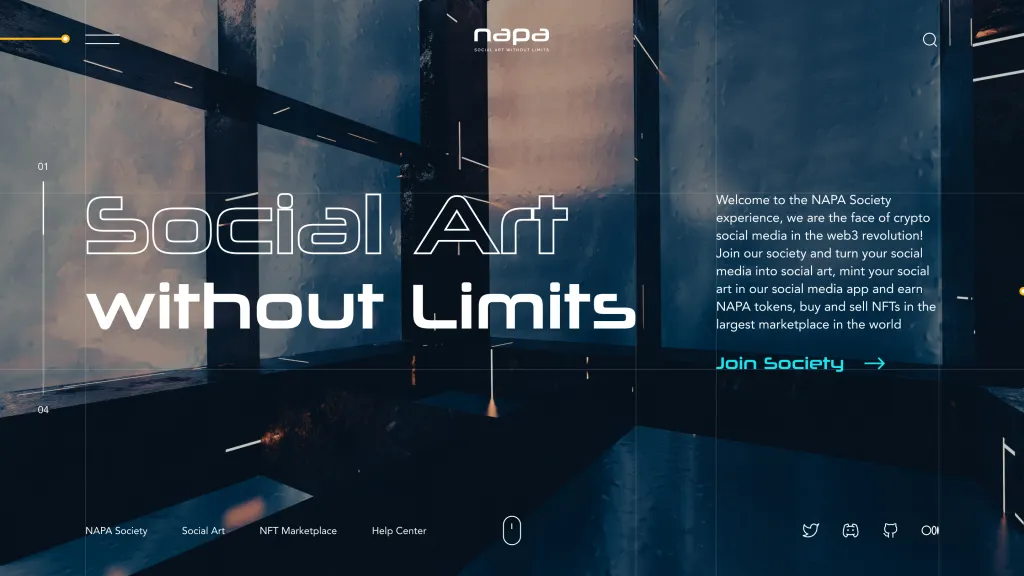 napa
SOCIAL ART WITHOUT LIMITS
01
Social Art
without Limits
04
Welcome to the NAPA Society
experience, we are the face of crypto
social media in the web3 revolution!
Join our society and turn your social
media into social art, mint your social
art in our social media app and earn
NAPA tokens, buy and sell NFTs in the
largest marketplace in the world
Join Society
NAPA Society Social Art NFT Marketplace Help Center